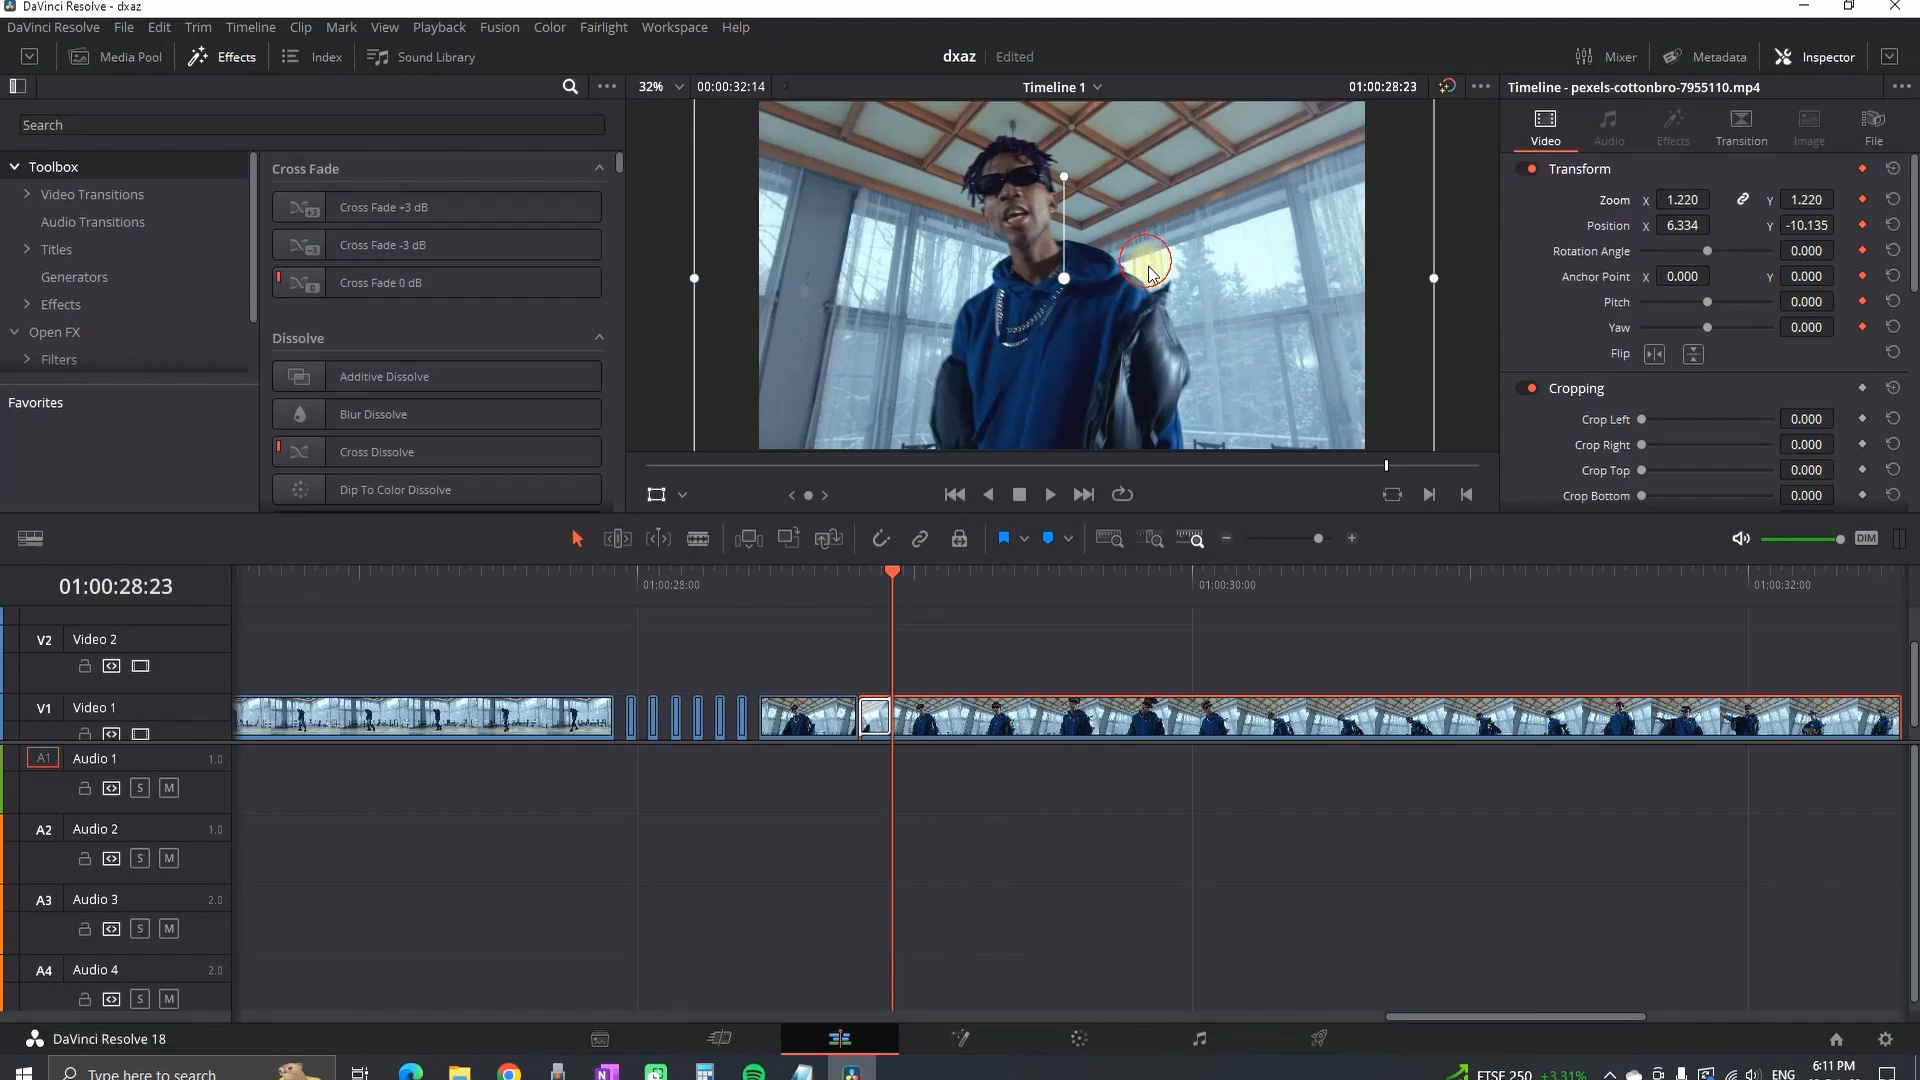 DaVinci Resolve - dxaz
DaVinci Resolve File Edit Trim Timeline Clip Mark View Playback Fusion Color Fairlight Workspace Help
Media Pool Effects Index Sound Library dxaz Edited Mixer Metadata Inspector
32% 00:00:32:14 Timeline 1 01:00:28:23 Timeline - pexels-cottonbro-7955110.mp4
Search
Video Audio Effects Transition Image File
Toolbox
Video Transitions
Audio Transitions
Titles
Generators
Effects
Open FX
Filters
Favorites
Cross Fade
Cross Fade +3 dB
Cross Fade -3 dB
Cross Fade 0 dB
Dissolve
Additive Dissolve
Blur Dissolve
Cross Dissolve
Dip To Color Dissolve
Transform
Zoom X 1.220 Y 1.220
Position X 6.334 Y -10.135
Rotation Angle 0.000
Anchor Point X 0.000 Y 0.000
Pitch 0.000
Yaw 0.000
Flip
Cropping
Crop Left 0.000
Crop Right 0.000
Crop Top 0.000
Crop Bottom 0.000
DIM
01:00:28:23 01:00:28:00 01:00:30:00 01:00:32:00
V2 Video 2
V1 Video 1
A1 Audio 1 1.0
S M
A2 Audio 2 1.0
S M
A3 Audio 3 2.0
S M
A4 Audio 4 2.0
S M
DaVinci Resolve 18
Type here to search FTSE 250 +3.31% ENG 6:11 PM